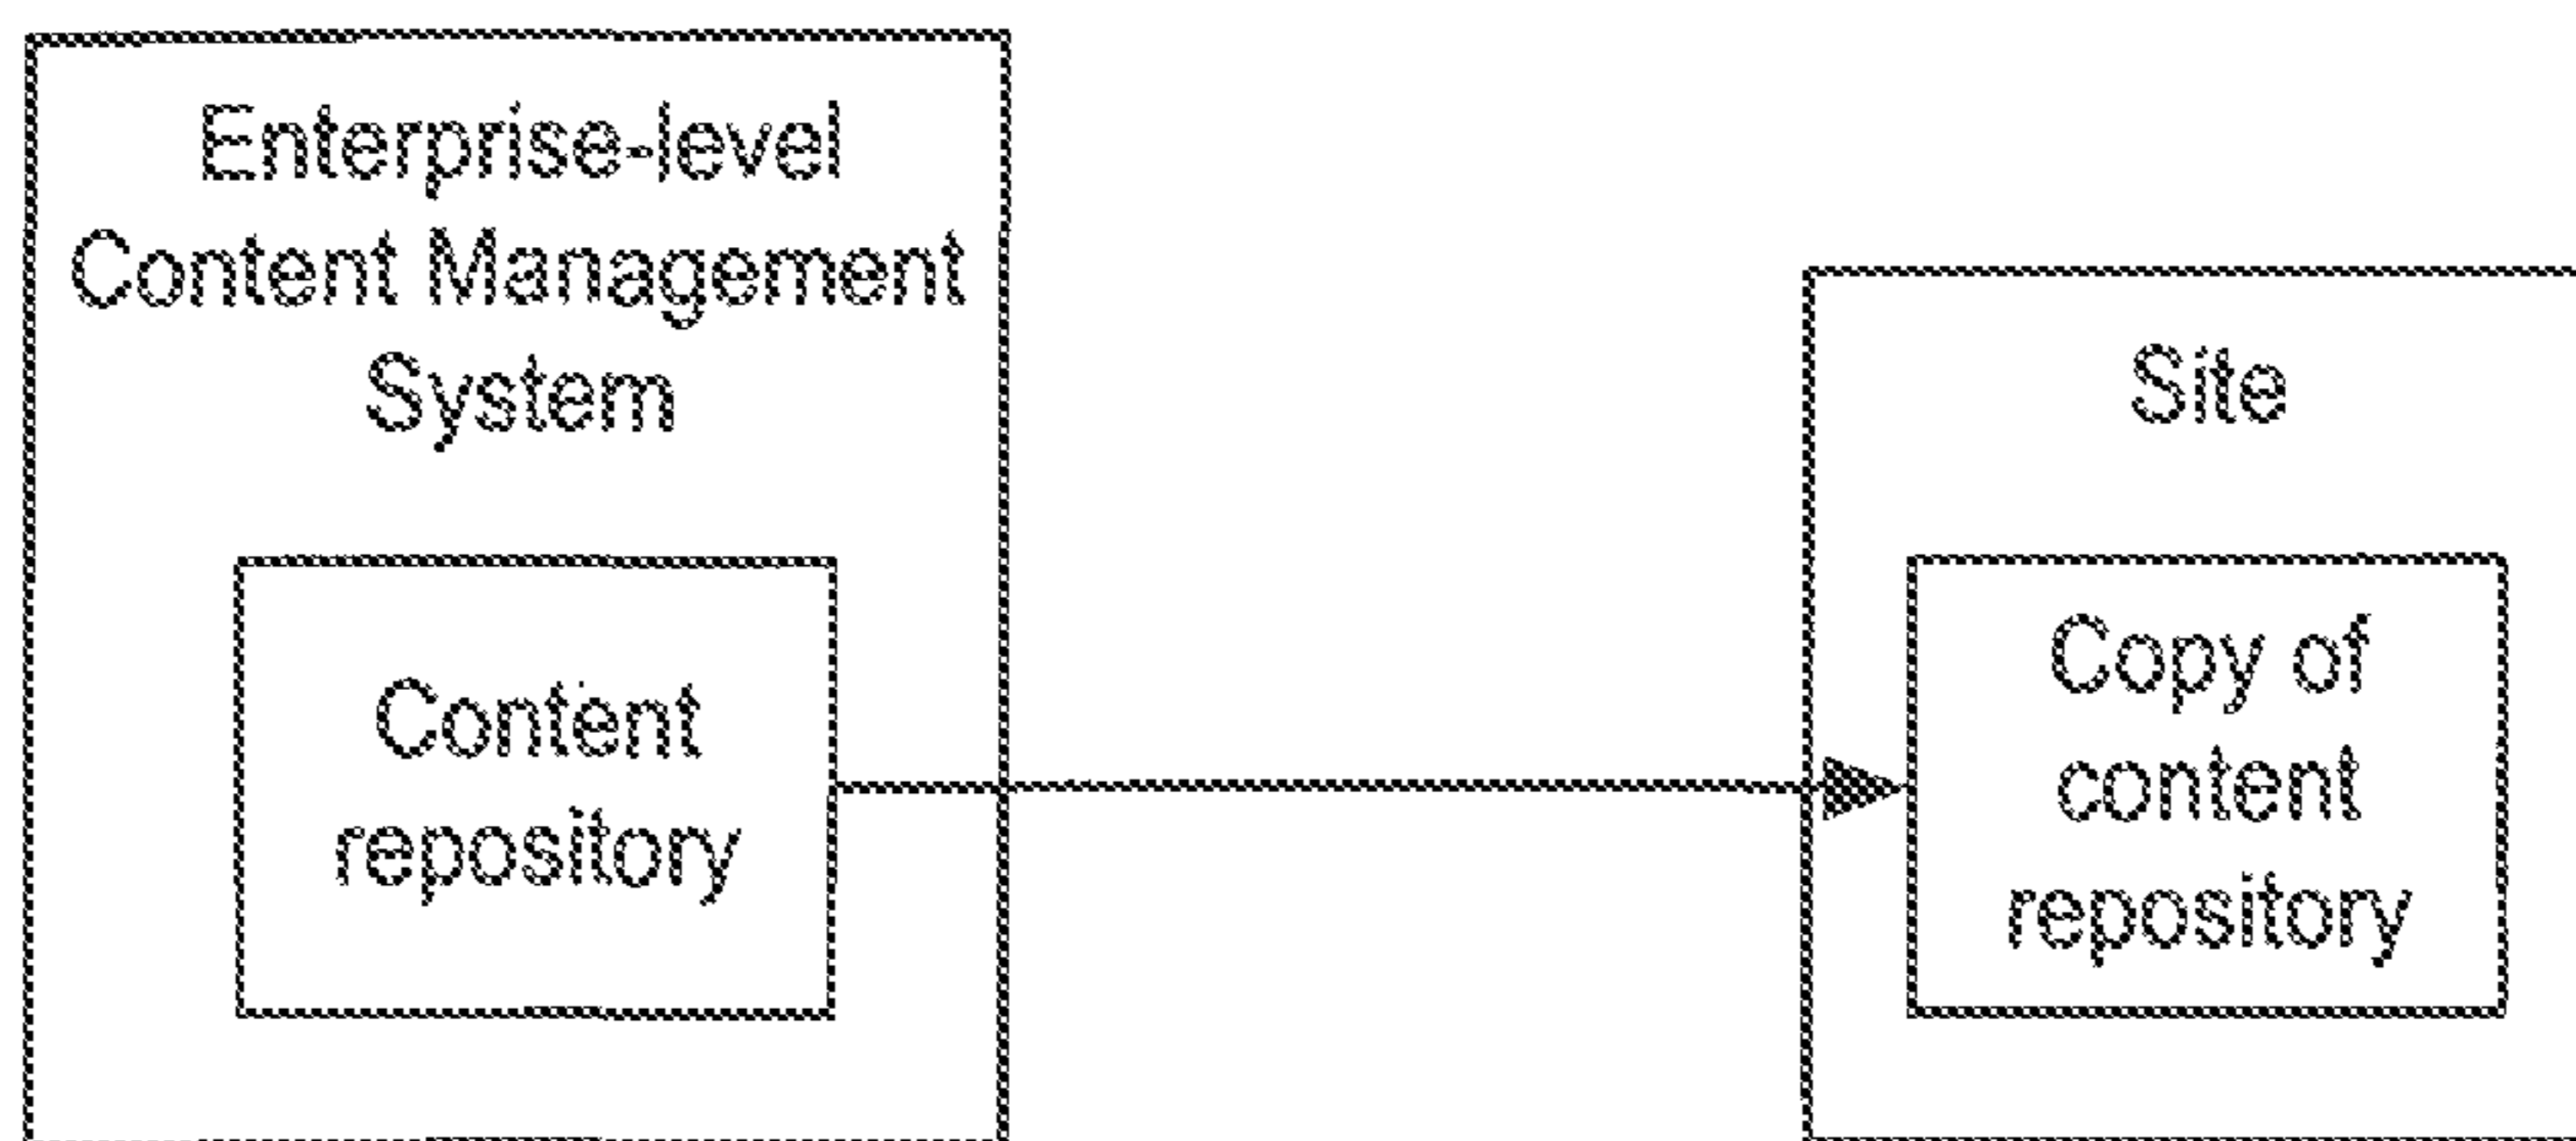 Enterprise-level
Content Management
System
Content
repository
Site
Copy of
content
repository